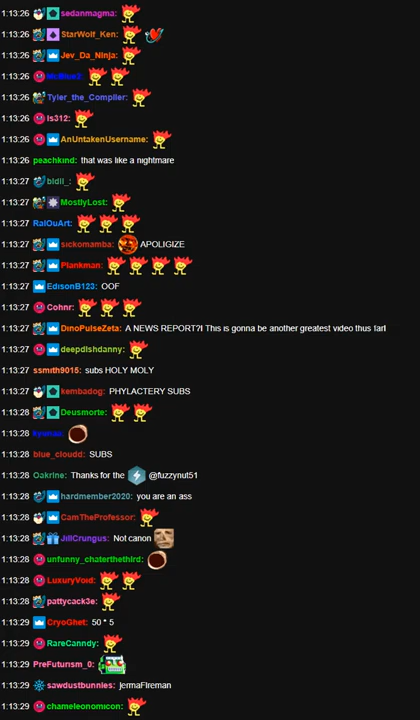 1:13:26 sedanmagma:
1:13:26 StarWolf_Ken:
1:13:26 Jev_Da_Ninja:
1:13:26
1:13:26 Tyler_the_Compiler:
1:13:26 ls312:
1:13:26 AnUntakenUsername:
1:13:26 peachkind: that was like a nightmare
1:13:27 bldil_:
1:13:27 MostlyLost:
1:13:27 RalOuArt:
1:13:27 sickomamba: APOLIGIZE
1:13:27 Plankman:
1:13:27 EdisonB123: OOF
1:13:27 Cohnr:
1:13:27 DinoPulseZeta: A NEWS REPORT?! This is gonna be another greatest video thus far!
1:13:27 deepdishdanny:
1:13:27 ssmith9015: subs HOLY MOLY
1:13:27 kembadog: PHYLACTERY SUBS
1:13:28 Deusmorte:
1:13:28
1:13:28 blue_cloudd: SUBS
1:13:28 Oakrine: Thanks for the @fuzzynut51
1:13:28 hardmember2020: you are an ass
1:13:28 CamTheProfessor:
1:13:28 JillCrungus: Not canon
1:13:28 unfunny_chaterthethird:
1:13:28 LuxuryVoid:
1:13:28 pattycack3e:
1:13:29 CryoGhet: 50 * 5
1:13:29 RareCanndy:
1:13:29 PreFuturism_0:
1:13:29 sawdustbunnies: jermaFireman
1:13:29 chameleonomicon: